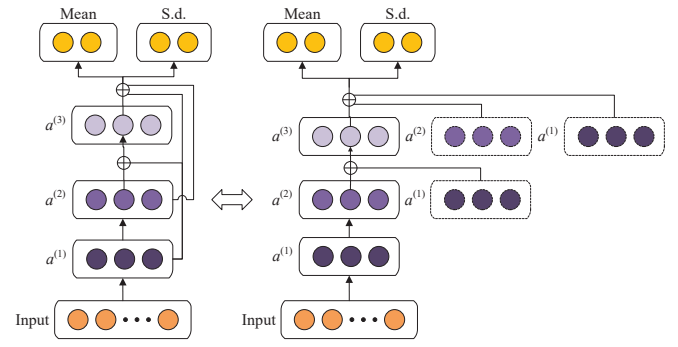 Mean S.d. Mean S.d.
a(3) a(3) a(2) a(1)
a(2) a(2) a(1)
a(1) a(1)
Input Input